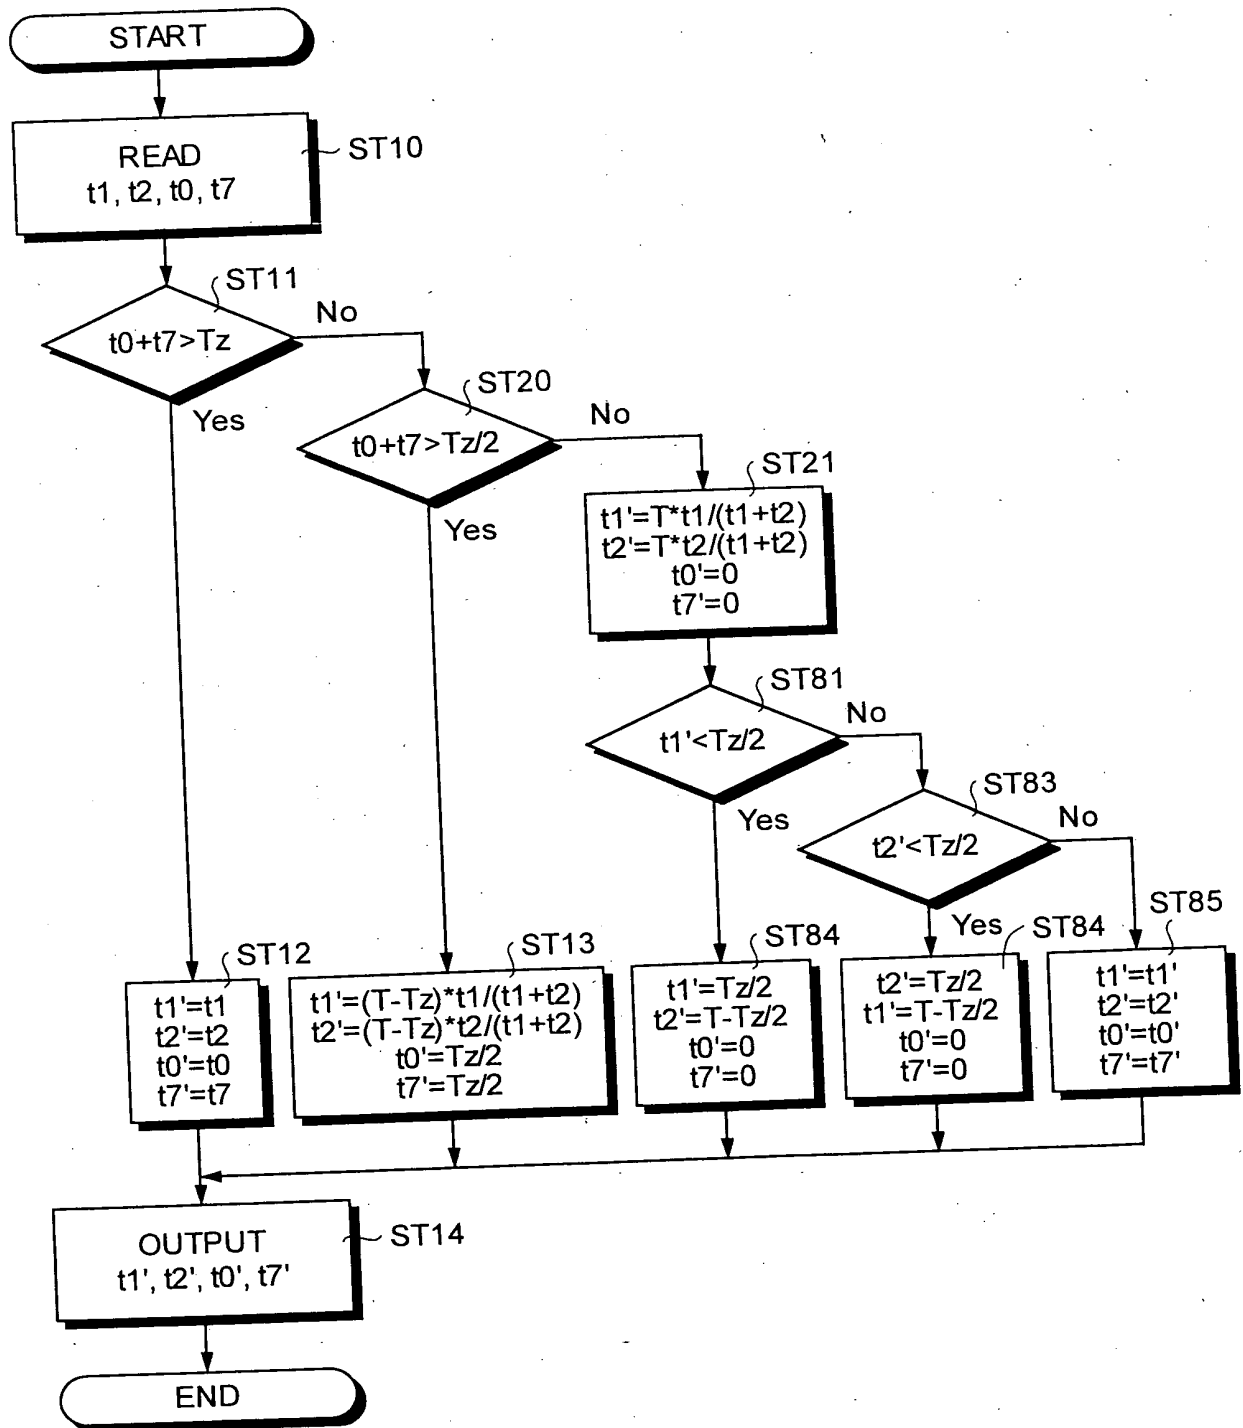 START
READ
t1, t2, t0, t7
ST10
ST11
t0+t7>Tz
No
Yes
ST20
t0+t7>Tz/2
No
Yes
ST21
t1'=T*t1/(t1+t2)
t2'=T*t2/(t1+t2)
t0'=0
t7'=0
ST81
t1'<Tz/2
No
Yes
ST83
t2'<Tz/2
No
Yes
ST12
t1'=t1
t2'=t2
t0'=t0
t7'=t7
ST13
t1'=(T-Tz)*t1/(t1+t2)
t2'=(T-Tz)*t2/(t1+t2)
t0'=Tz/2
t7'=Tz/2
ST84
t1'=Tz/2
t2'=T-Tz/2
t0'=0
t7'=0
ST84
t2'=Tz/2
t1'=T-Tz/2
t0'=0
t7'=0
ST85
t1'=t1'
t2'=t2'
t0'=t0'
t7'=t7'
OUTPUT
t1', t2', t0', t7'
ST14
END